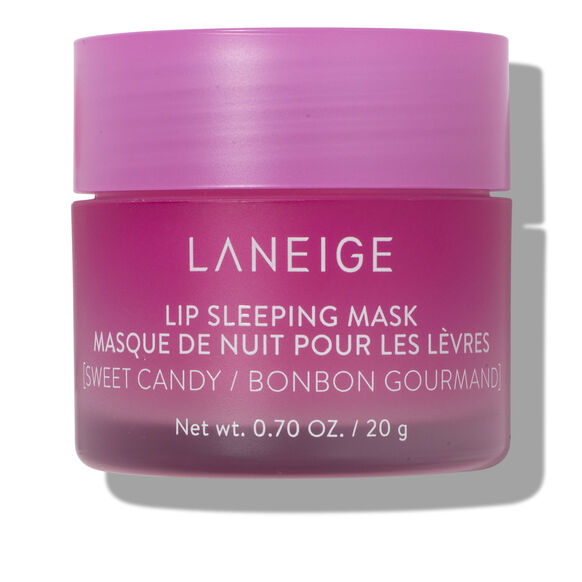 LANEIGE
LIP SLEEPING MASK
MASQUE DE NUIT POUR LES LÈVRES
[SWEET CANDY / BONBON GOURMAND]
Net wt. 0.70 OZ. / 20 g